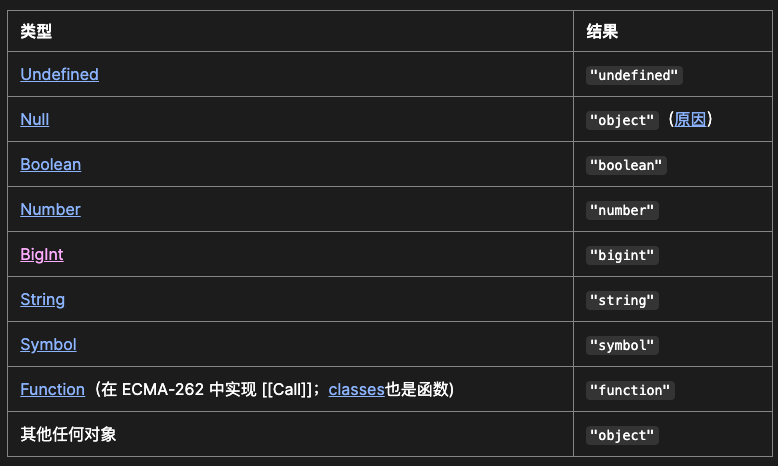 类型 结果
Undefined "undefined"
Null "object"（原因）
Boolean "boolean"
Number "number"
BigInt "bigint"
String "string"
Symbol "symbol"
Function（在 ECMA-262 中实现 [[Call]]；classes也是函数) "function"
其他任何对象 "object"